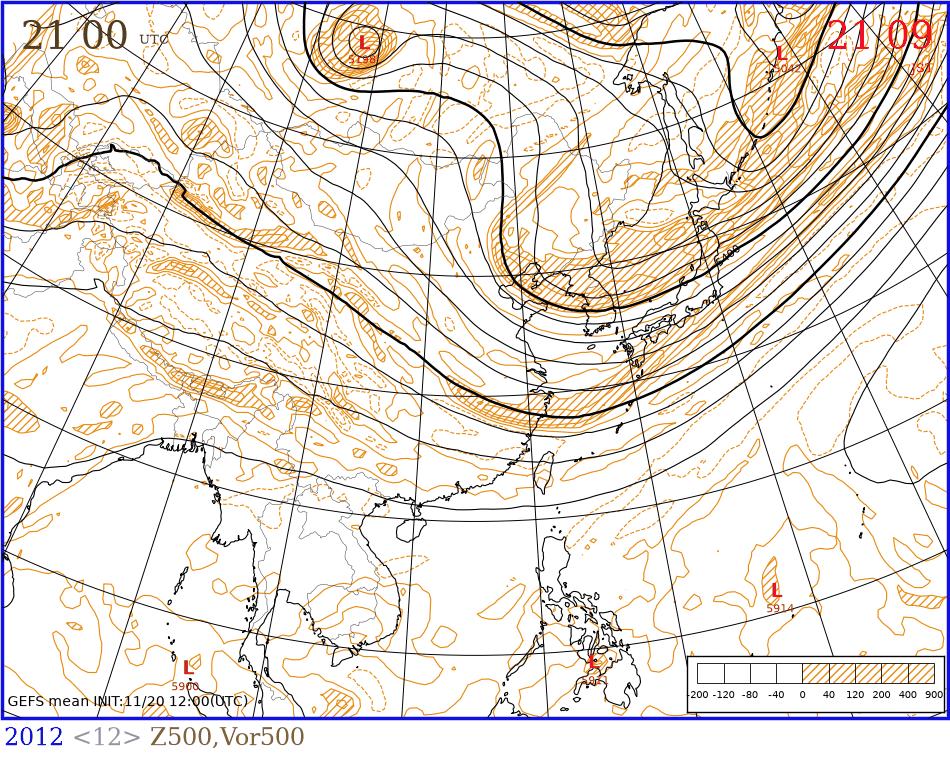 21 00 UTC
21 09
L
5198
L
5042
JST
5400
L
5914
L
5900
L
-200 -120 -80 -40 0 40 120 200 400 900
GEFS mean INIT:11/20 12:00(UTC)
2012 <12> Z500,Vor500